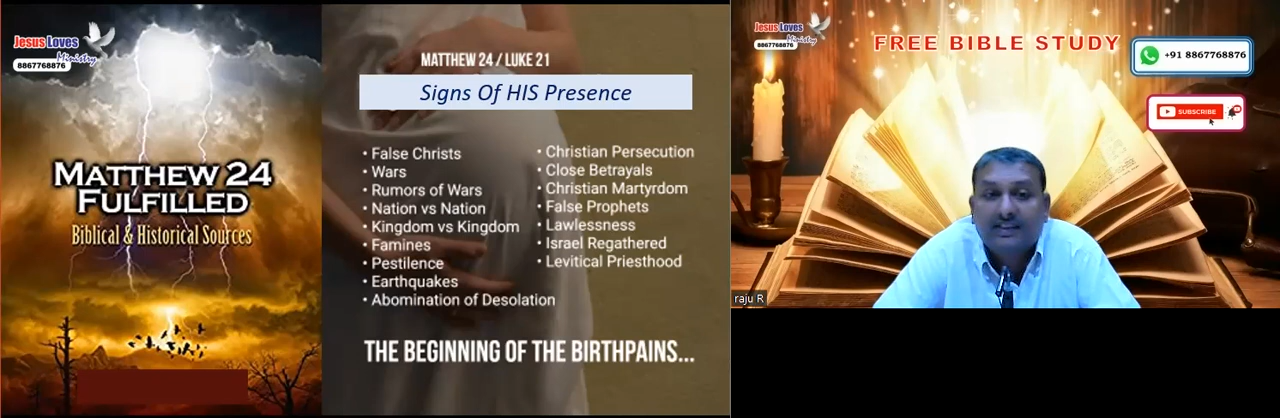 Jesus Loves
Ministry
8867768876
MATTHEW 24
FULFILLED
Biblical & Historical Sources
MATTHEW 24 / LUKE 21
Signs Of HIS Presence
• False Christs
• Wars
• Rumors of Wars
• Nation vs Nation
• Kingdom vs Kingdom
• Famines
• Pestilence
• Earthquakes
• Abomination of Desolation
• Christian Persecution
• Close Betrayals
• Christian Martyrdom
• False Prophets
• Lawlessness
• Israel Regathered
• Levitical Priesthood
THE BEGINNING OF THE BIRTHPAINS...
Jesus Loves
Ministry
8867768876
FREE BIBLE STUDY
+91 8867768876
SUBSCRIBE
raju R